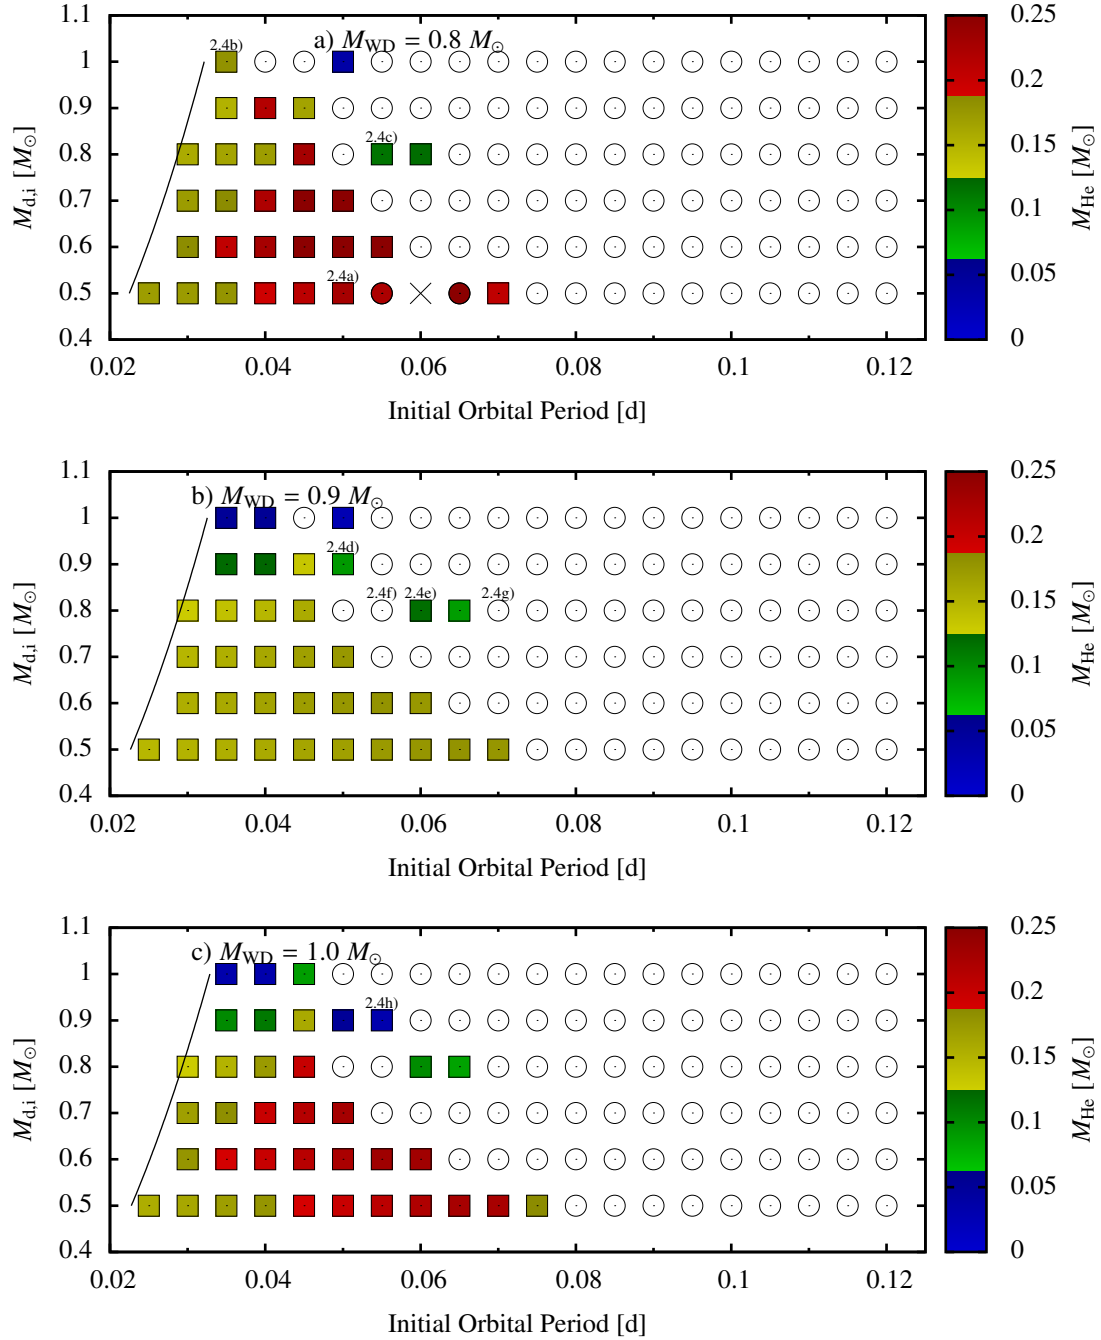 a) M_WD = 0.8 M_⊙
1.1
1
0.9
0.8
0.7
0.6
0.5
0.4
M_d,i [M_⊙]
2.4b)
2.4c)
2.4a)
0.02 0.04 0.06 0.08 0.1 0.12
Initial Orbital Period [d]
0.25
0.2
0.15
0.1
0.05
0
M_He [M_⊙]
b) M_WD = 0.9 M_⊙
1.1
1
0.9
0.8
0.7
0.6
0.5
0.4
M_d,i [M_⊙]
2.4d)
2.4f) 2.4e) 2.4g)
0.02 0.04 0.06 0.08 0.1 0.12
Initial Orbital Period [d]
0.25
0.2
0.15
0.1
0.05
0
M_He [M_⊙]
c) M_WD = 1.0 M_⊙
1.1
1
0.9
0.8
0.7
0.6
0.5
0.4
M_d,i [M_⊙]
2.4h)
0.02 0.04 0.06 0.08 0.1 0.12
Initial Orbital Period [d]
0.25
0.2
0.15
0.1
0.05
0
M_He [M_⊙]